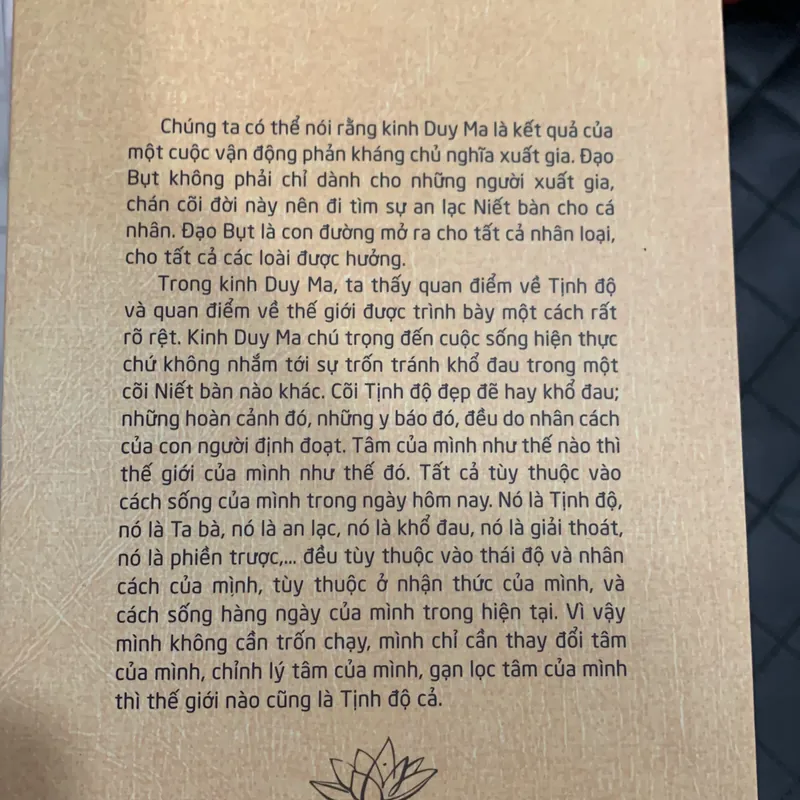 Chúng ta có thể nói rằng kinh Duy Ma là kết quả của
một cuộc vận động phản kháng chủ nghĩa xuất gia. Đạo
Bụt không phải chỉ dành cho những người xuất gia,
chán cõi đời này nên đi tìm sự an lạc Niết bàn cho cá
nhân. Đạo Bụt là con đường mở ra cho tất cả nhân loại,
cho tất cả các loài được hưởng.
Trong kinh Duy Ma, ta thấy quan điểm về Tịnh độ
và quan điểm về thế giới được trình bày một cách rất
rõ rệt. Kinh Duy Ma chú trọng đến cuộc sống hiện thực
chứ không nhắm tới sự trốn tránh khổ đau trong một
cõi Niết bàn nào khác. Cõi Tịnh độ đẹp đẽ hay khổ đau;
những hoàn cảnh đó, những y báo đó, đều do nhân cách
của con người định đoạt. Tâm của mình như thế nào thì
thế giới của mình như thế đó. Tất cả tùy thuộc vào
cách sống của mình trong ngày hôm nay. Nó là Tịnh độ,
nó là Ta bà, nó là an lạc, nó là khổ đau, nó là giải thoát,
nó là phiền trược,... đều tùy thuộc vào thái độ và nhân
cách của mịnh, tùy thuộc ở nhận thức của mình, và
cách sống hàng ngày của mình trong hiện tại. Vì vậy
mình không cần trốn chạy, mình chỉ cần thay đổi tâm
của mình, chỉnh lý tâm của mình, gạn lọc tâm của mình
thì thế giới nào cũng là Tịnh độ cả.